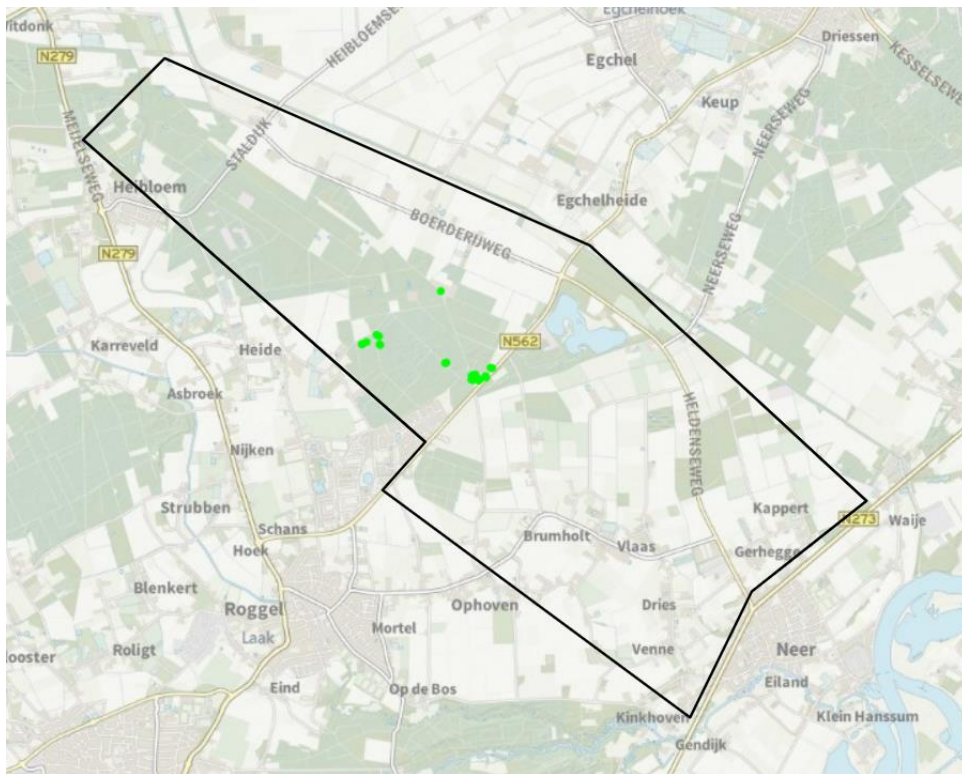 Egchelhoek
Witdonk
N279
Driessen
HEIBLOEMSE
Egchel
KESSELSEWEG
Keup
MEIJELSEWEG
STALDIJK
NEERSEWEG
Heibloem
Egchelheide
BOERDERIJWEG
N279
NEERSEWEG
N562
Karreveld
Heide
Asbroek
HELDENSEWEG
Nijken
Strubben
Kappert
N273
Waije
Schans
Brumholt
Vlaas
Hoek
Gerhegge
Blenkert
Roggel
Ophoven
Dries
Laak
Mortel
Roligt
Venne
Neer
ooster
Eind
Op de Bos
Eiland
Kinkhoven
Klein Hanssum
Gendijk